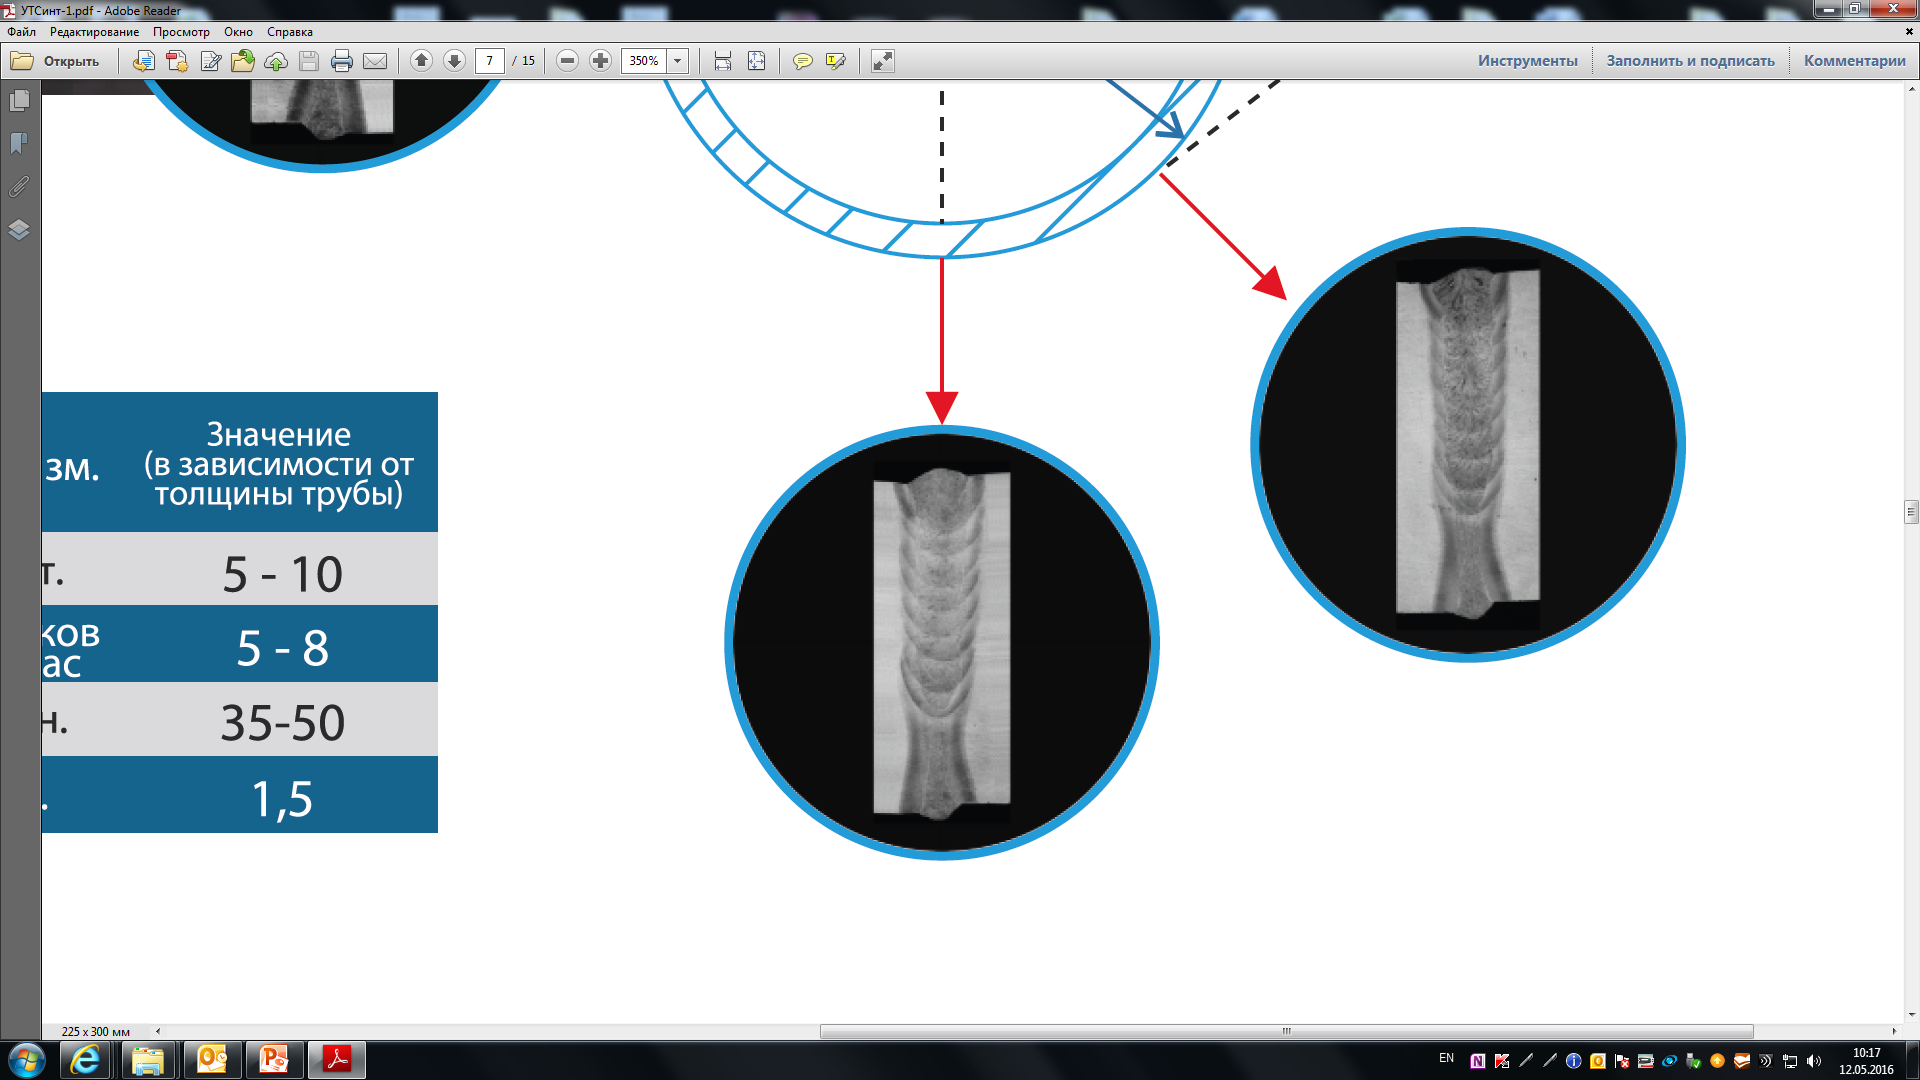 УТСинт-1.pdf - Adobe Reader
Файл Редактирование Просмотр Окно Справка
Открыть 7 / 15 350% Инструменты Заполнить и подписать Комментарии
зм.
Значение
(в зависимости от
толщины трубы)
т. 5 - 10
ков
ас
5 - 8
н. 35-50
. 1,5
225 x 300 мм
EN
10:17
12.05.2016